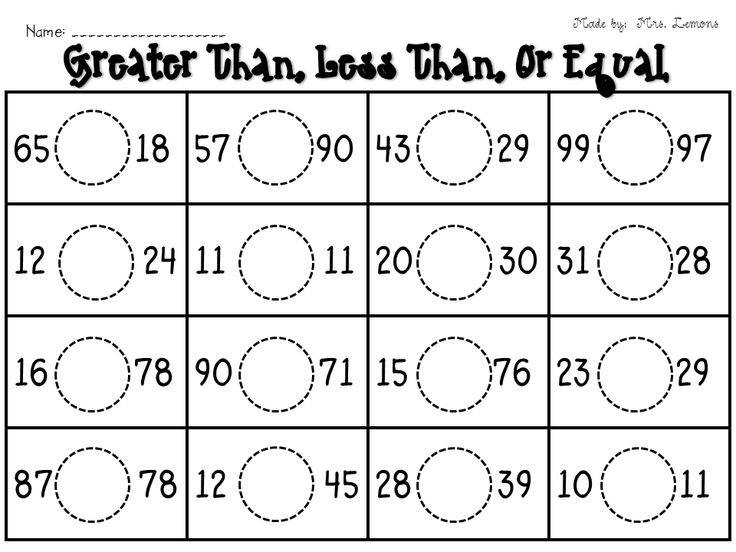 Name: __________________
Made by: Mrs. Lemons
Greater Than, Less Than, Or Equal
65 18 57 90 43 29 99 97
12 24 11 11 20 30 31 28
16 78 90 71 15 76 23 29
87 78 12 45 28 39 10 11